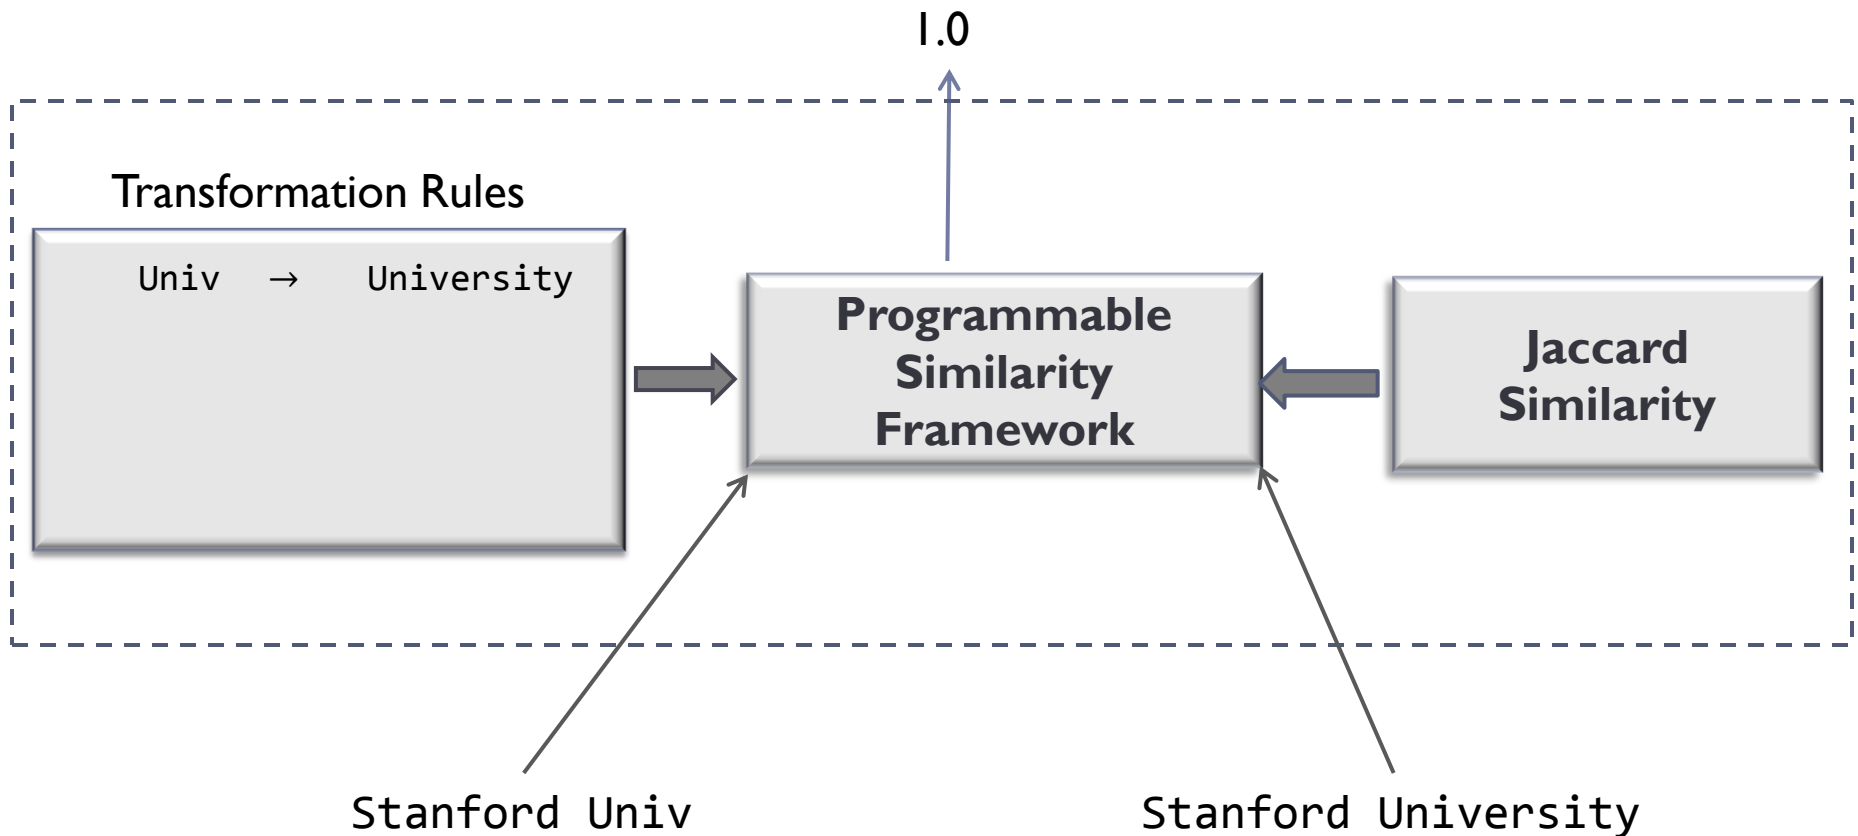 1.0
Transformation Rules
Univ → University
Programmable
Similarity
Framework
Jaccard
Similarity
Stanford Univ
Stanford University